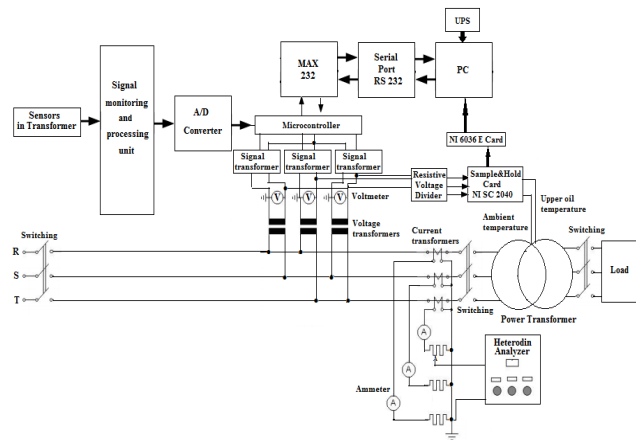 UPS
MAX
232
Serial
Port
RS 232
PC
Signal
monitoring
and
processing
unit
Sensors
in Transformer
A/D
Converter
Microcontroller
NI 6036 E Card
Signal
transformer
Signal
transformer
Signal
transformer
Resistive
Voltage
Divider
Sample&Hold
Card
NI SC 2040
Upper oil
temperature
Ambient
temperature
V
V
V
Voltmeter
Voltage
transformers
Current
transformers
Switching
Switching
R
S
T
Load
Switching
Power Transformer
Heterodin
Analyzer
A
A
A
Ammeter